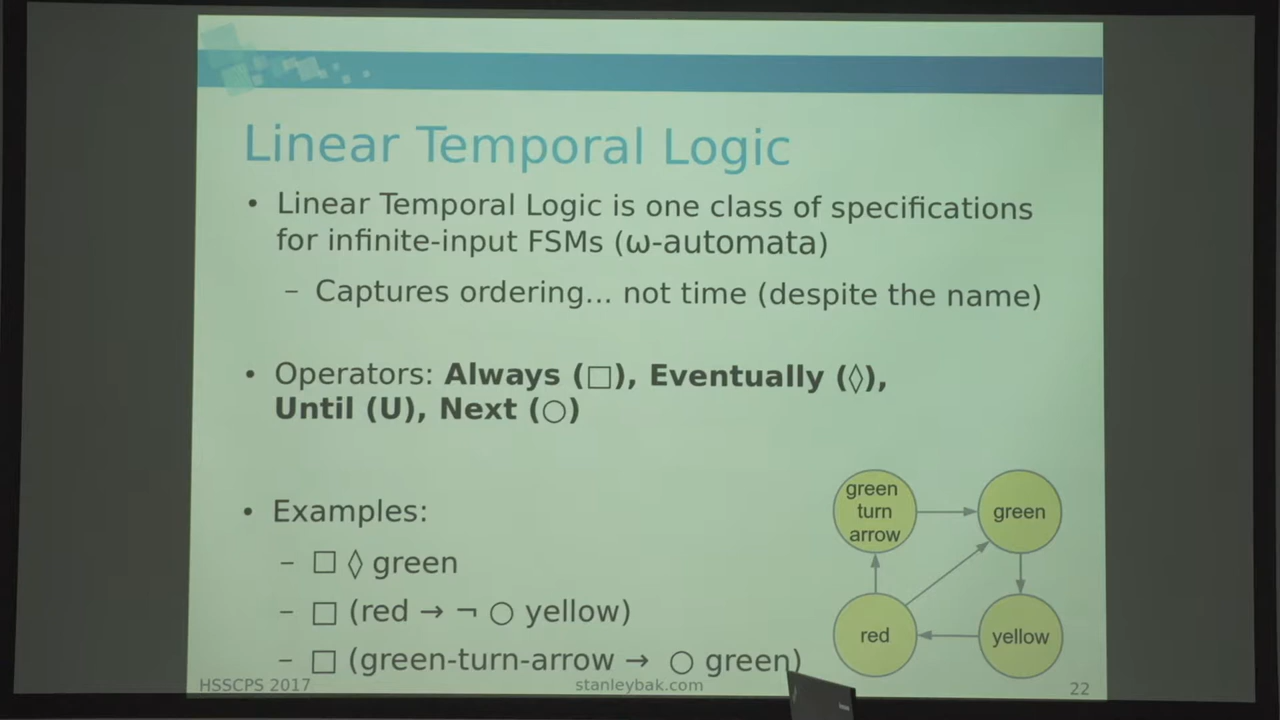 Linear Temporal Logic
• Linear Temporal Logic is one class of specifications
for infinite-input FSMs (ω-automata)
– Captures ordering... not time (despite the name)
• Operators: Always (□), Eventually (◊),
Until (U), Next (○)
• Examples:
– □ ◊ green
– □ (red → ¬ ○ yellow)
– □ (green-turn-arrow → ○ green)
green
turn
arrow
green
red
yellow
HSSCPS 2017
stanleybak.com
22